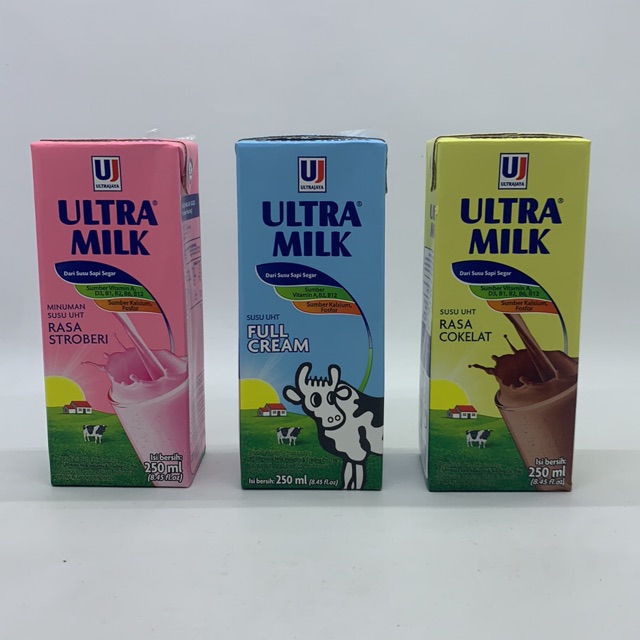 UJ
ULTRAJAYA
ULTRA®
MILK
Dari Susu Sapi Segar
Sumber Vitamin A,
D3, B1, B2, B6, B12
Sumber Kalsium,
Fosfor
MINUMAN
SUSU UHT
RASA
STROBERI
Isi bersih:
250 ml
(8.45 fl.oz)
UJ
ULTRAJAYA
ULTRA®
MILK
Dari Susu Sapi Segar
Sumber
Vitamin A, B2, B12
Sumber Kalsium,
Fosfor
SUSU UHT
FULL
CREAM
Isi bersih: 250 ml (8.45 fl.oz)
UJ
ULTRAJAYA
ULTRA®
MILK
Dari Susu Sapi Segar
Sumber Vitamin A,
D3, B1, B2, B6, B12
Sumber Kalsium,
Fosfor
SUSU UHT
RASA
COKELAT
Isi bersih:
250 ml
(8.45 fl.oz)